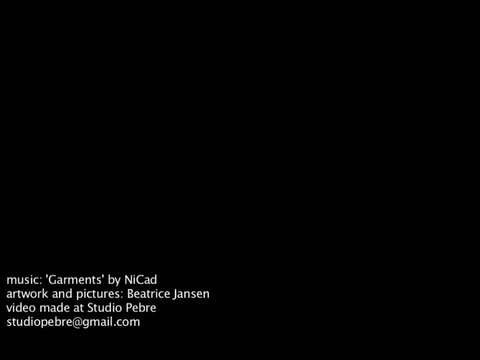 music: 'Garments' by NiCad
artwork and pictures: Beatrice Jansen
video made at Studio Pebre
studiopebre@gmail.com